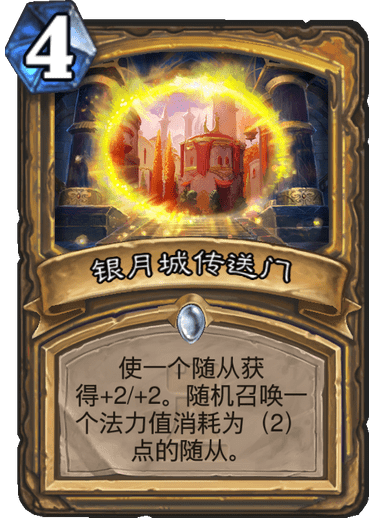 4
银月城传送门
使一个随从获
得+2/+2。随机召唤一
个法力值消耗为（2）
点的随从。